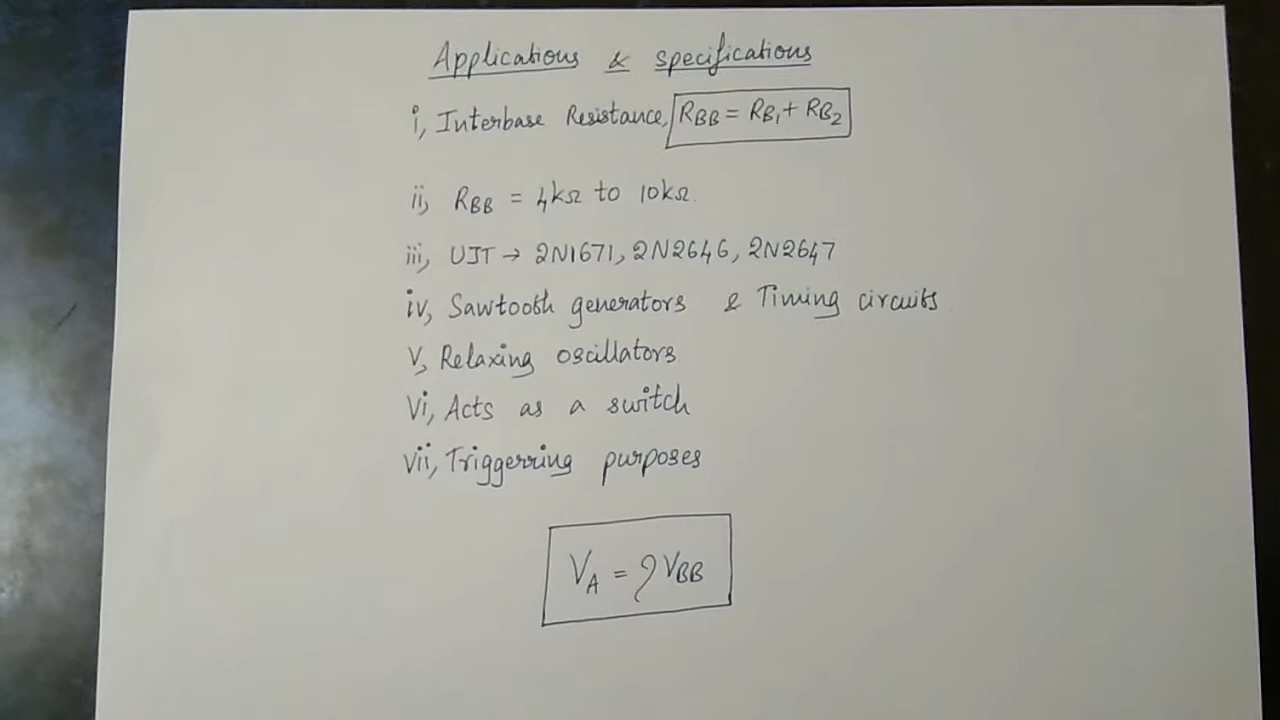 Applications & specifications
i, Interbase Resistance, RBB = RB1 + RB2
ii, RBB = 4kΩ to 10kΩ.
iii, UJT → 2N1671, 2N2646, 2N2647
iv, Sawtooth generators & Timing circuits
v, Relaxing oscillators
vi, Acts as a switch
vii, Triggerring purposes
VA = ηVBB